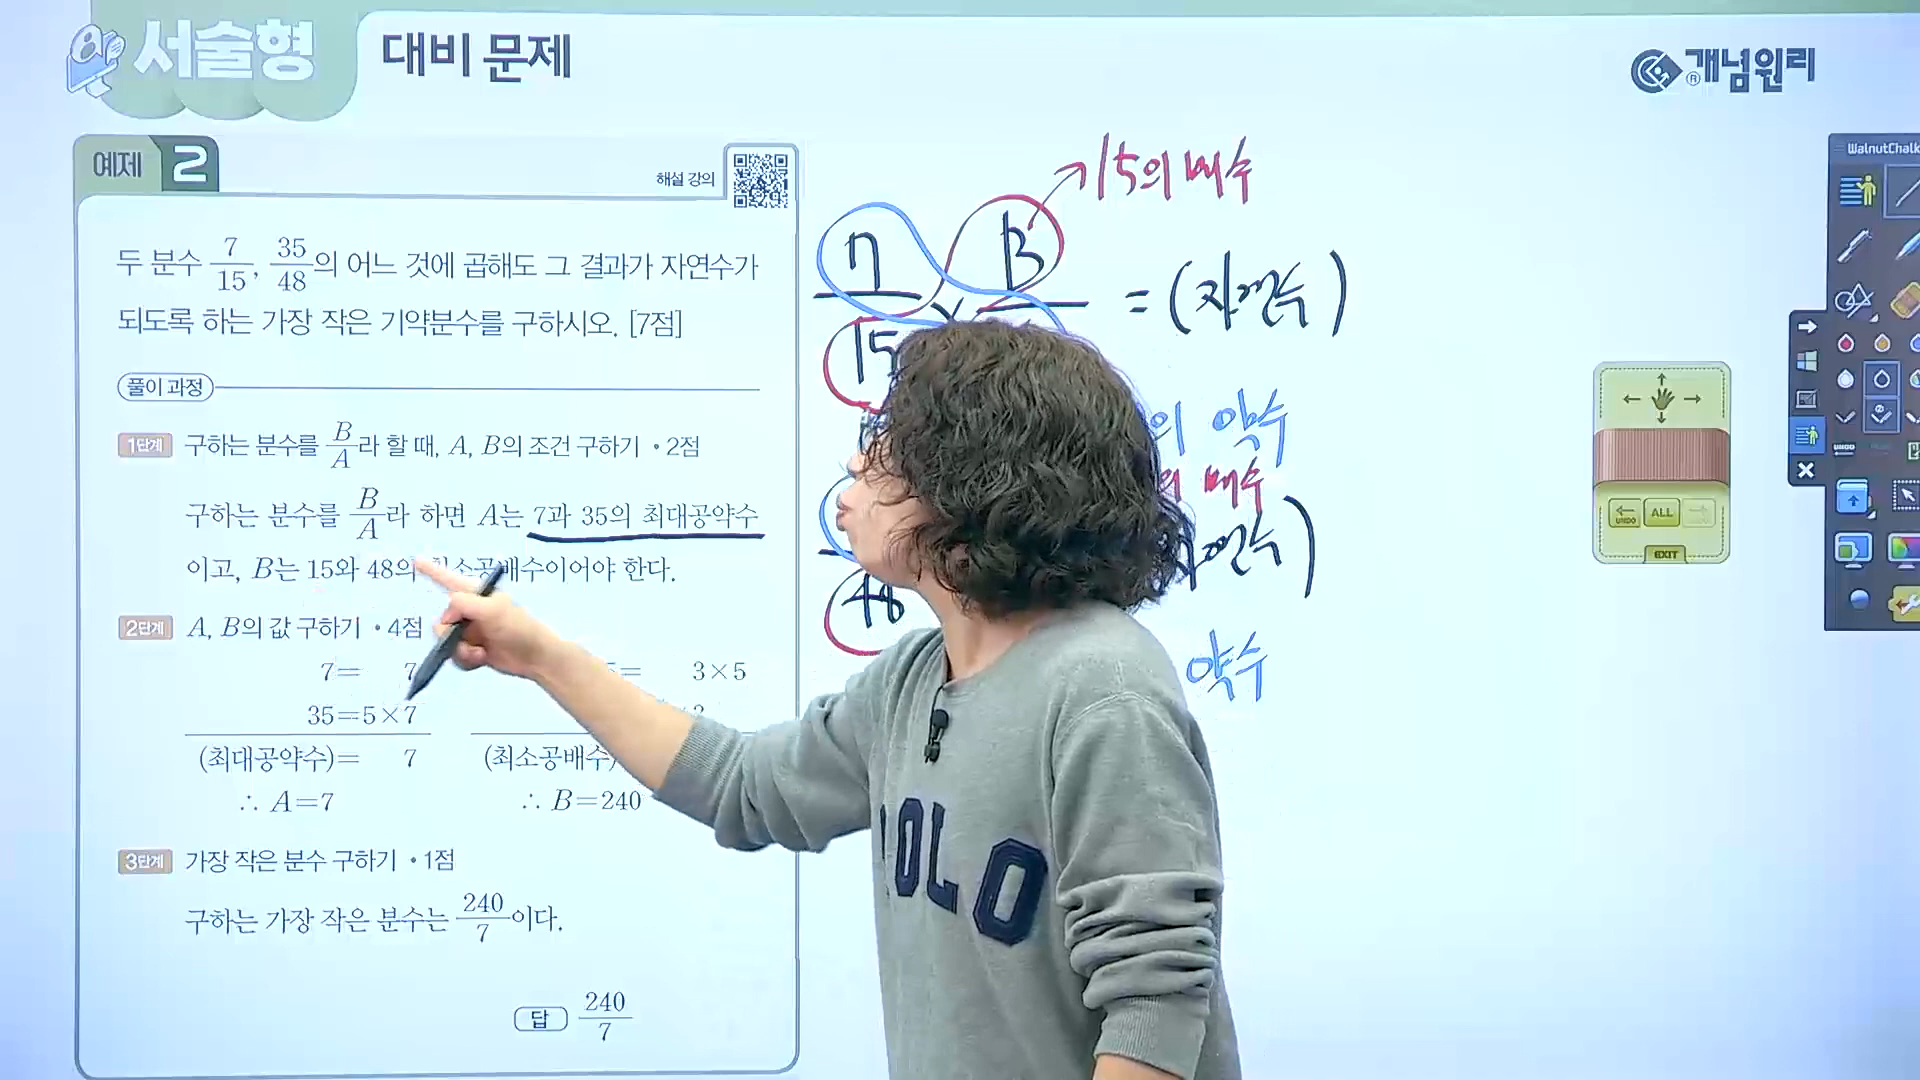 서술형 대비 문제
개념원리
예제 2
해설 강의
두 분수 7/15, 35/48의 어느 것에 곱해도 그 결과가 자연수가
되도록 하는 가장 작은 기약분수를 구하시오. [7점]
풀이 과정
1단계 구하는 분수를 B/A라 할 때, A, B의 조건 구하기 • 2점
구하는 분수를 B/A라 하면 A는 7과 35의 최대공약수
이고, B는 15와 48의 최소공배수이어야 한다.
2단계 A, B의 값 구하기 • 4점
7= 7
35=5×7
(최대공약수)= 7
∴ A=7
= 3×5
(최소공배수)
∴ B=240
3단계 가장 작은 분수 구하기 • 1점
구하는 가장 작은 분수는 240/7이다.
답 240/7
15의 배수
7/15 × B = (자연수)
의 약수
의 배수
48
자연수)
약수
WalnutChalk
UNDO
ALL
EXIT
POLO